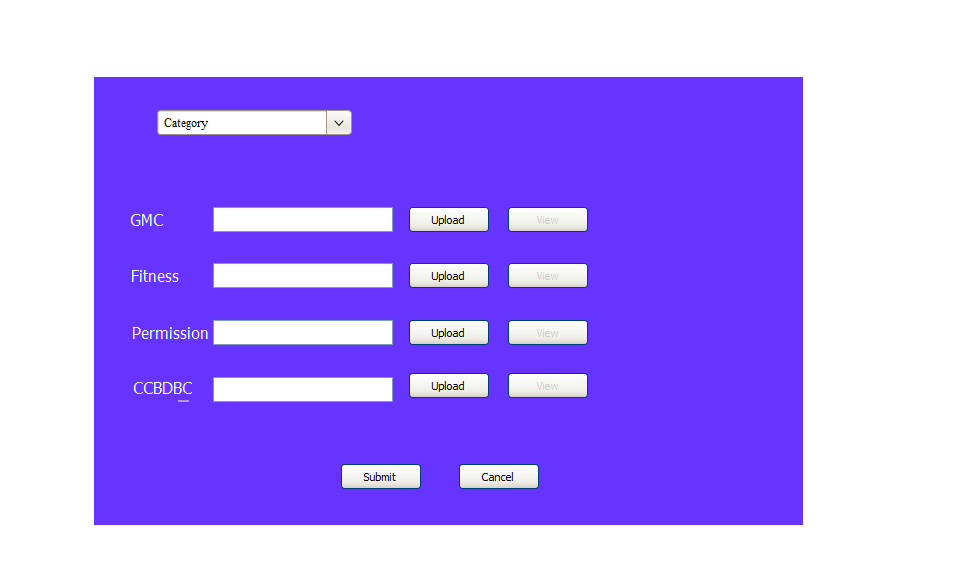 Category
GMC Upload View
Fitness Upload View
Permission Upload View
CCBDBC Upload View
Submit Cancel